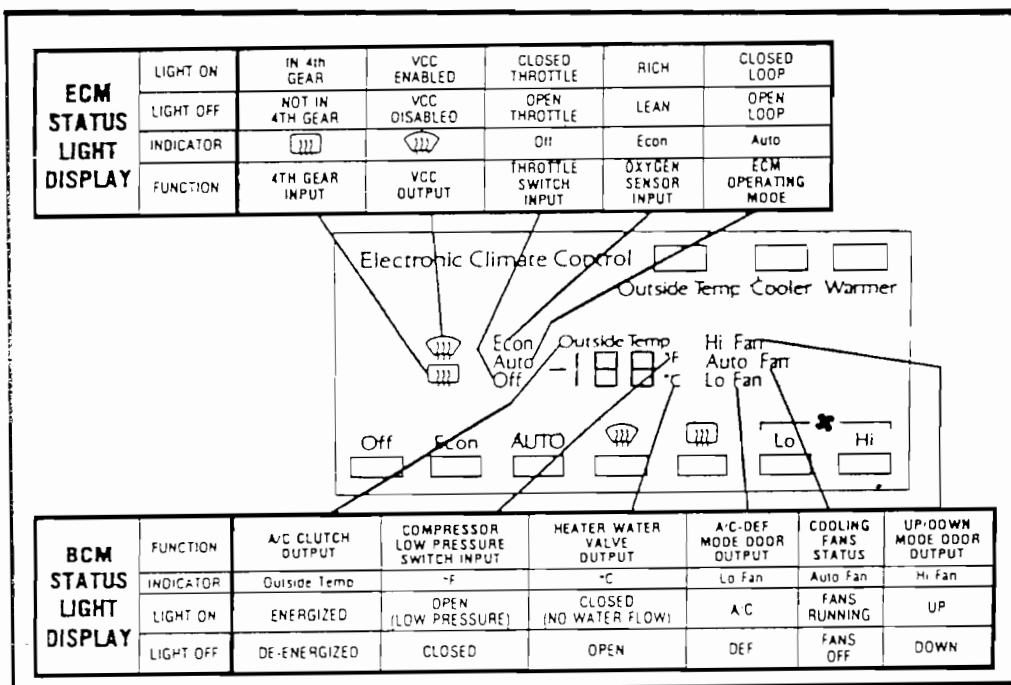 ECM STATUS LIGHT DISPLAY
LIGHT ON IN 4th GEAR VCC ENABLED CLOSED THROTTLE RICH CLOSED LOOP
LIGHT OFF NOT IN 4TH GEAR VCC DISABLED OPEN THROTTLE LEAN OPEN LOOP
INDICATOR Off Econ Auto
FUNCTION 4TH GEAR INPUT VCC OUTPUT THROTTLE SWITCH INPUT OXYGEN SENSOR INPUT ECM OPERATING MODE
Electronic Climate Control
Outside Temp Cooler Warmer
Econ Outside Temp Hi Fan
Auto -188 °F Auto Fan
Off °C Lo Fan
Off Econ AUTO Lo Hi
BCM STATUS LIGHT DISPLAY
FUNCTION A/C CLUTCH OUTPUT COMPRESSOR LOW PRESSURE SWITCH INPUT HEATER WATER VALVE OUTPUT A/C-DEF MODE DOOR OUTPUT COOLING FANS STATUS UP/DOWN MODE DOOR OUTPUT
INDICATOR Outside Temp °F °C Lo Fan Auto Fan Hi Fan
LIGHT ON ENERGIZED OPEN (LOW PRESSURE) CLOSED (NO WATER FLOW) A/C FANS RUNNING UP
LIGHT OFF DE-ENERGIZED CLOSED OPEN DEF FANS OFF DOWN